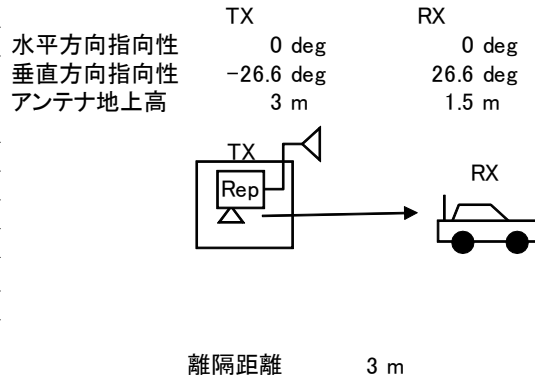 TX RX
水平方向指向性 0 deg 0 deg
垂直方向指向性 -26.6 deg 26.6 deg
アンテナ地上高 3 m 1.5 m
TX
RX
Rep
離隔距離 3 m